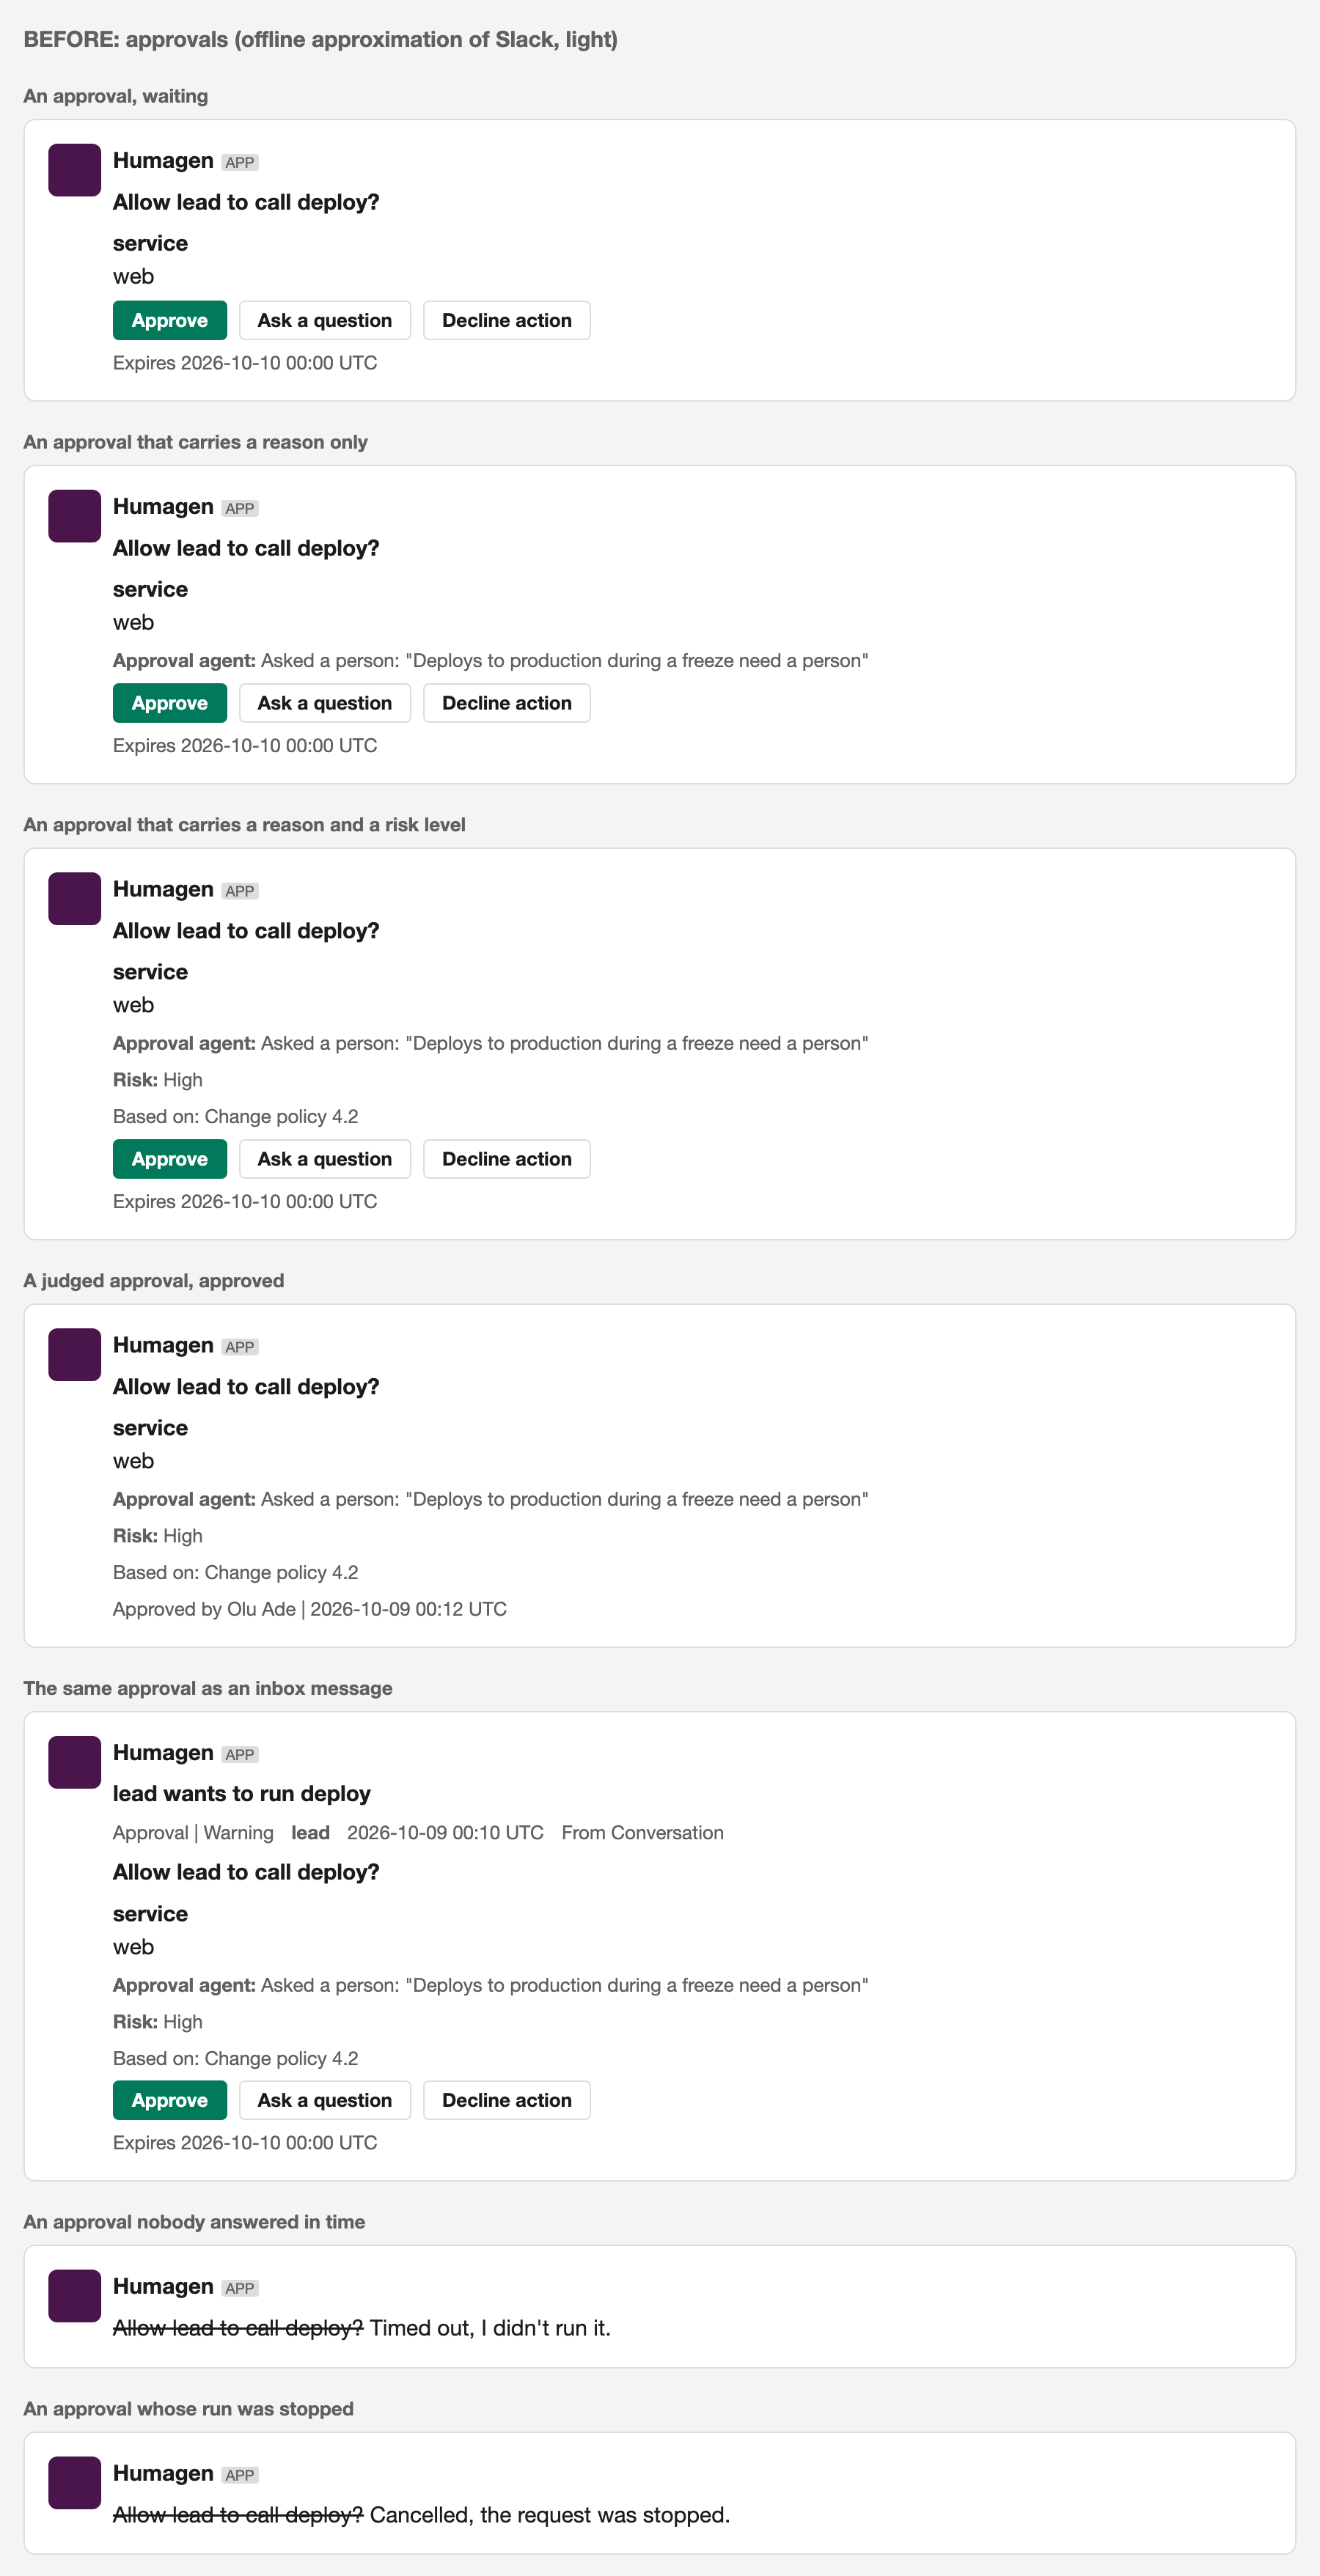 BEFORE: approvals (offline approximation of Slack, light)
An approval, waiting
Humagen APP
Allow lead to call deploy?
service
web
Approve Ask a question Decline action
Expires 2026-10-10 00:00 UTC
An approval that carries a reason only
Humagen APP
Allow lead to call deploy?
service
web
Approval agent: Asked a person: "Deploys to production during a freeze need a person"
Approve Ask a question Decline action
Expires 2026-10-10 00:00 UTC
An approval that carries a reason and a risk level
Humagen APP
Allow lead to call deploy?
service
web
Approval agent: Asked a person: "Deploys to production during a freeze need a person"
Risk: High
Based on: Change policy 4.2
Approve Ask a question Decline action
Expires 2026-10-10 00:00 UTC
A judged approval, approved
Humagen APP
Allow lead to call deploy?
service
web
Approval agent: Asked a person: "Deploys to production during a freeze need a person"
Risk: High
Based on: Change policy 4.2
Approved by Olu Ade | 2026-10-09 00:12 UTC
The same approval as an inbox message
Humagen APP
lead wants to run deploy
Approval | Warning lead 2026-10-09 00:10 UTC From Conversation
Allow lead to call deploy?
service
web
Approval agent: Asked a person: "Deploys to production during a freeze need a person"
Risk: High
Based on: Change policy 4.2
Approve Ask a question Decline action
Expires 2026-10-10 00:00 UTC
An approval nobody answered in time
Humagen APP
Allow lead to call deploy? Timed out, I didn't run it.
An approval whose run was stopped
Humagen APP
Allow lead to call deploy? Cancelled, the request was stopped.